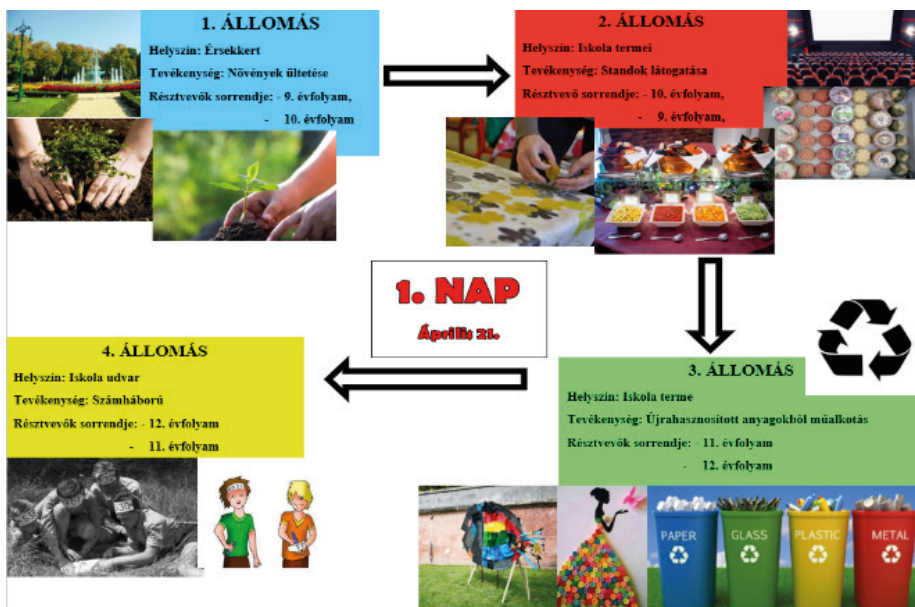 1. ÁLLOMÁS
Helyszín: Érsekkert
Tevékenység: Növények ültetése
Résztvevők sorrendje: - 9. évfolyam,
- 10. évfolyam
2. ÁLLOMÁS
Helyszín: Iskola termei
Tevékenység: Standok látogatása
Résztvevő sorrendje: - 10. évfolyam,
- 9. évfolyam,
1. NAP
Április 21.
3. ÁLLOMÁS
Helyszín: Iskola terme
Tevékenység: Újrahasznosított anyagokból műalkotás
Résztvevők sorrendje: - 11. évfolyam
- 12. évfolyam
4. ÁLLOMÁS
Helyszín: Iskola udvar
Tevékenység: Számháború
Résztvevők sorrendje: - 12. évfolyam
- 11. évfolyam
PAPER
GLASS
PLASTIC
METAL